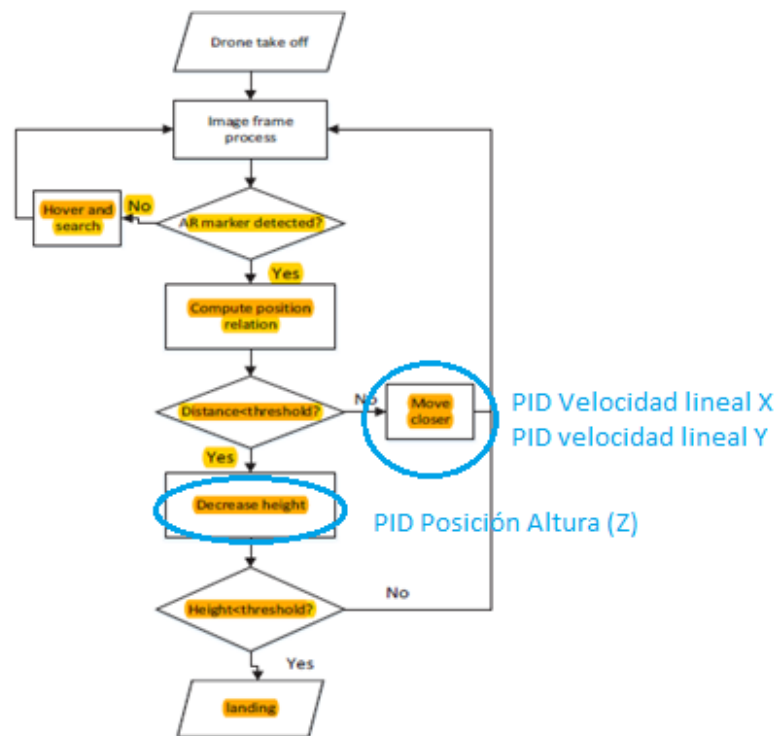 Drone take off
Image frame
process
Hover and
search
No
AR marker detected?
Yes
Compute position
relation
Distance<threshold?
No
Move
closer
PID Velocidad lineal X
PID velocidad lineal Y
Yes
Decrease height
PID Posición Altura (Z)
Height<threshold?
No
Yes
landing